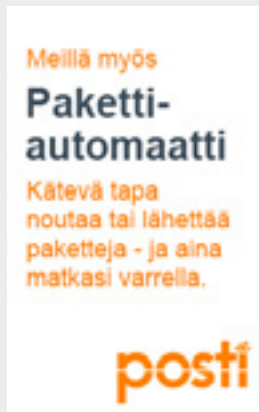 Meillä myös
Paketti-
automaatti
Kätevä tapa
noutaa tai lähettää
paketteja - ja aina
matkasi varrella.
posti